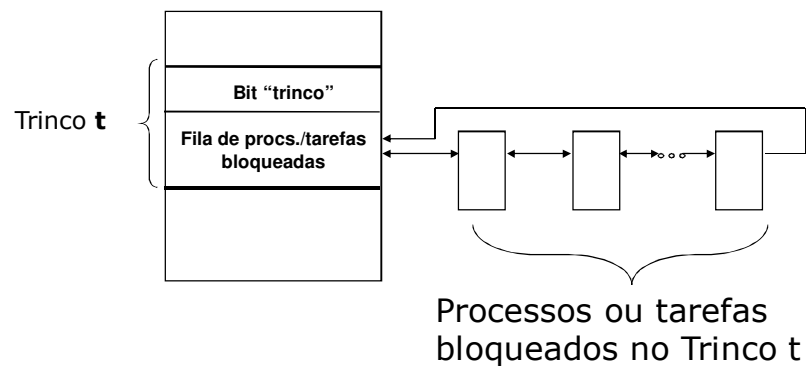 Bit “trinco”
Trinco t
Fila de procs./tarefas
bloqueadas
Processos ou tarefas
bloqueados no Trinco t